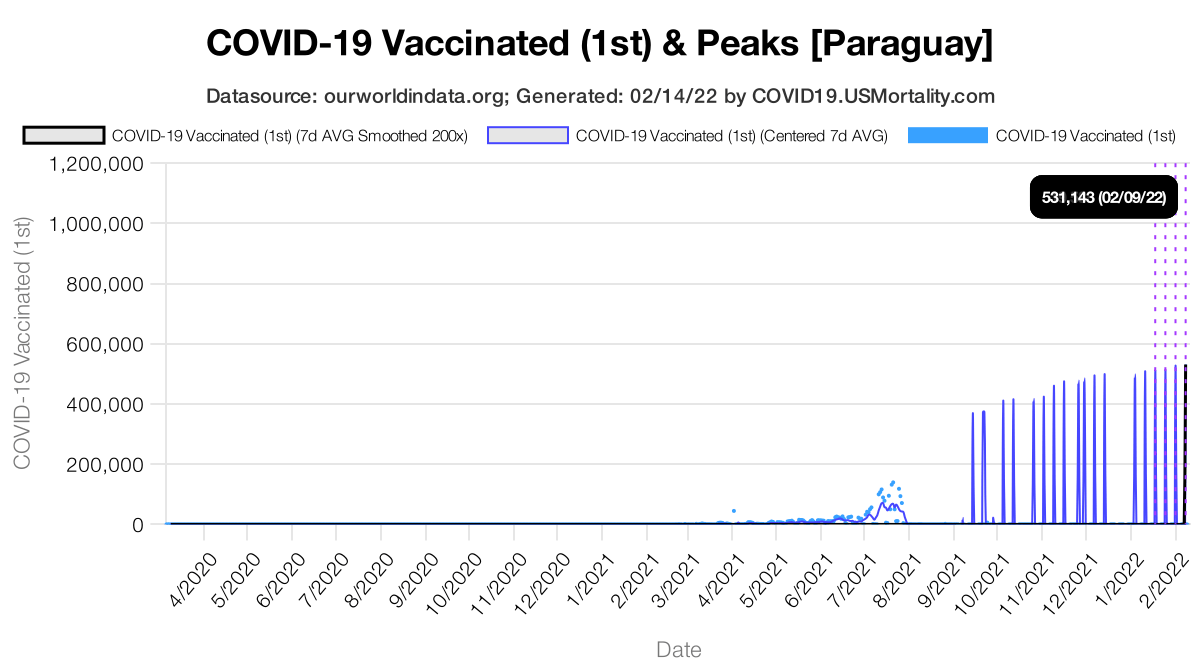 COVID-19 Vaccinated (1st) & Peaks [Paraguay]
Datasource: ourworldindata.org; Generated: 02/14/22 by COVID19.USMortality.com
COVID-19 Vaccinated (1st) (7d AVG Smoothed 200x) COVID-19 Vaccinated (1st) (Centered 7d AVG) COVID-19 Vaccinated (1st)
COVID-19 Vaccinated (1st)
1,200,000
1,000,000
800,000
600,000
400,000
200,000
0
531,143 (02/09/22)
4/2020 5/2020 6/2020 7/2020 8/2020 9/2020 10/2020 11/2020 12/2020 1/2021 2/2021 3/2021 4/2021 5/2021 6/2021 7/2021 8/2021 9/2021 10/2021 11/2021 12/2021 1/2022 2/2022
Date